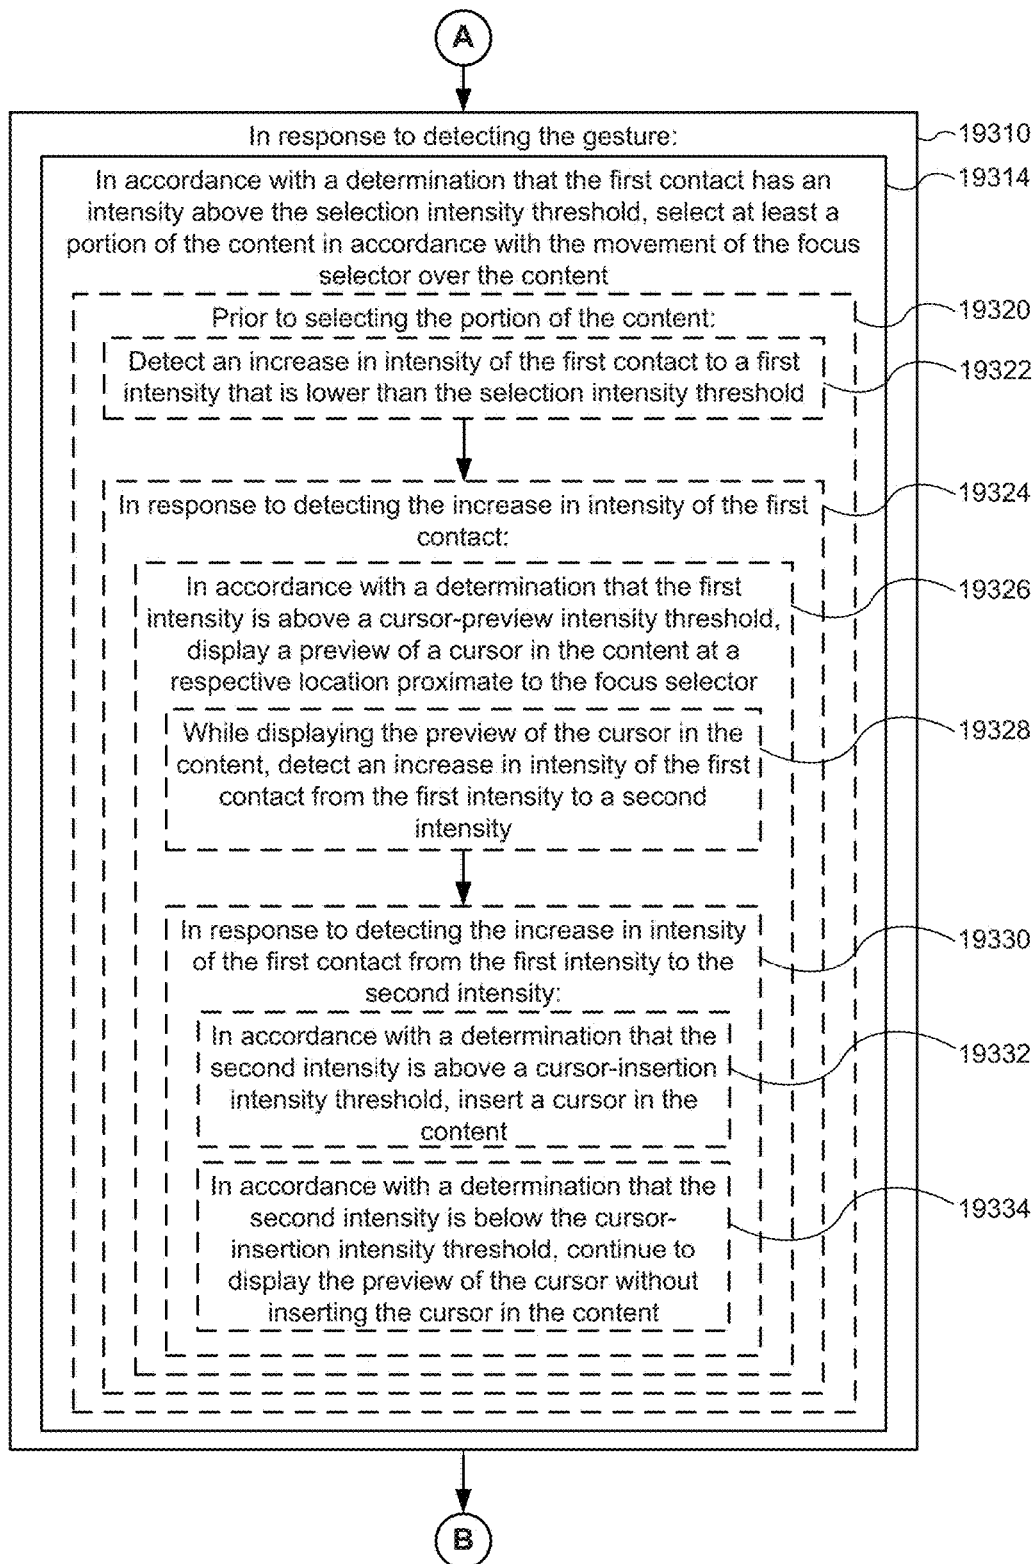 A
In response to detecting the gesture:
19310
19314
In accordance with a determination that the first contact has an
intensity above the selection intensity threshold, select at least a
portion of the content in accordance with the movement of the focus
selector over the content
19320
Prior to selecting the portion of the content:
Detect an increase in intensity of the first contact to a first
intensity that is lower than the selection intensity threshold
19322
19324
In response to detecting the increase in intensity of the first
contact:
19326
In accordance with a determination that the first
intensity is above a cursor-preview intensity threshold,
display a preview of a cursor in the content at a
respective location proximate to the focus selector
19328
While displaying the preview of the cursor in the
content, detect an increase in intensity of the first
contact from the first intensity to a second
intensity
19330
In response to detecting the increase in intensity
of the first contact from the first intensity to the
second intensity:
19332
In accordance with a determination that the
second intensity is above a cursor-insertion
intensity threshold, insert a cursor in the
content
19334
In accordance with a determination that the
second intensity is below the cursor-
insertion intensity threshold, continue to
display the preview of the cursor without
inserting the cursor in the content
B